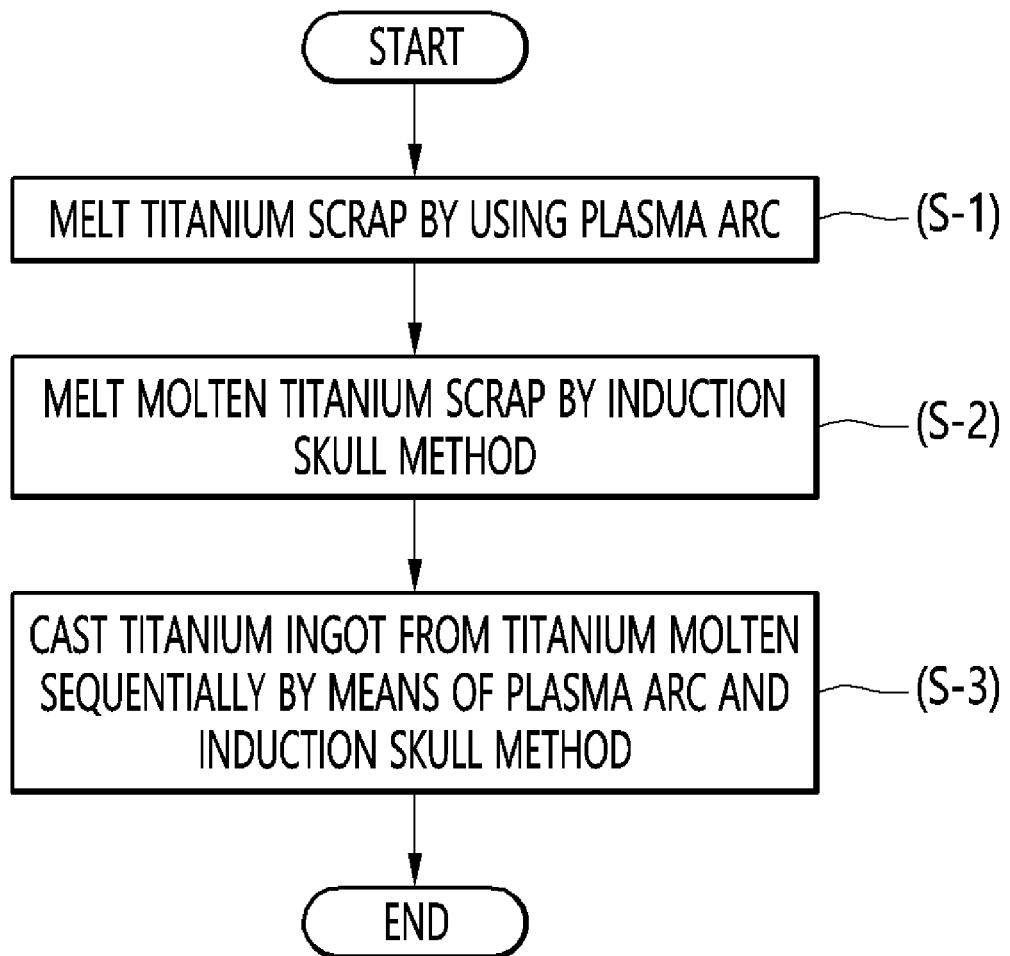 START
MELT TITANIUM SCRAP BY USING PLASMA ARC
(S-1)
MELT MOLTEN TITANIUM SCRAP BY INDUCTION
SKULL METHOD
(S-2)
CAST TITANIUM INGOT FROM TITANIUM MOLTEN
SEQUENTIALLY BY MEANS OF PLASMA ARC AND
INDUCTION SKULL METHOD
(S-3)
END